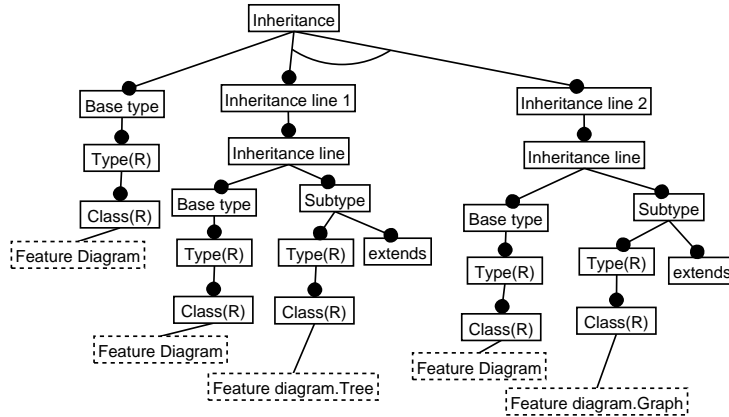 Inheritance
Base type
Inheritance line 1
Inheritance line 2
Type(R)
Inheritance line
Inheritance line
Class(R)
Base type
Subtype
Base type
Subtype
Feature Diagram
Type(R)
Type(R)
extends
Type(R)
Type(R)
extends
Class(R)
Class(R)
Class(R)
Class(R)
Feature Diagram
Feature Diagram
Feature diagram.Tree
Feature diagram.Graph